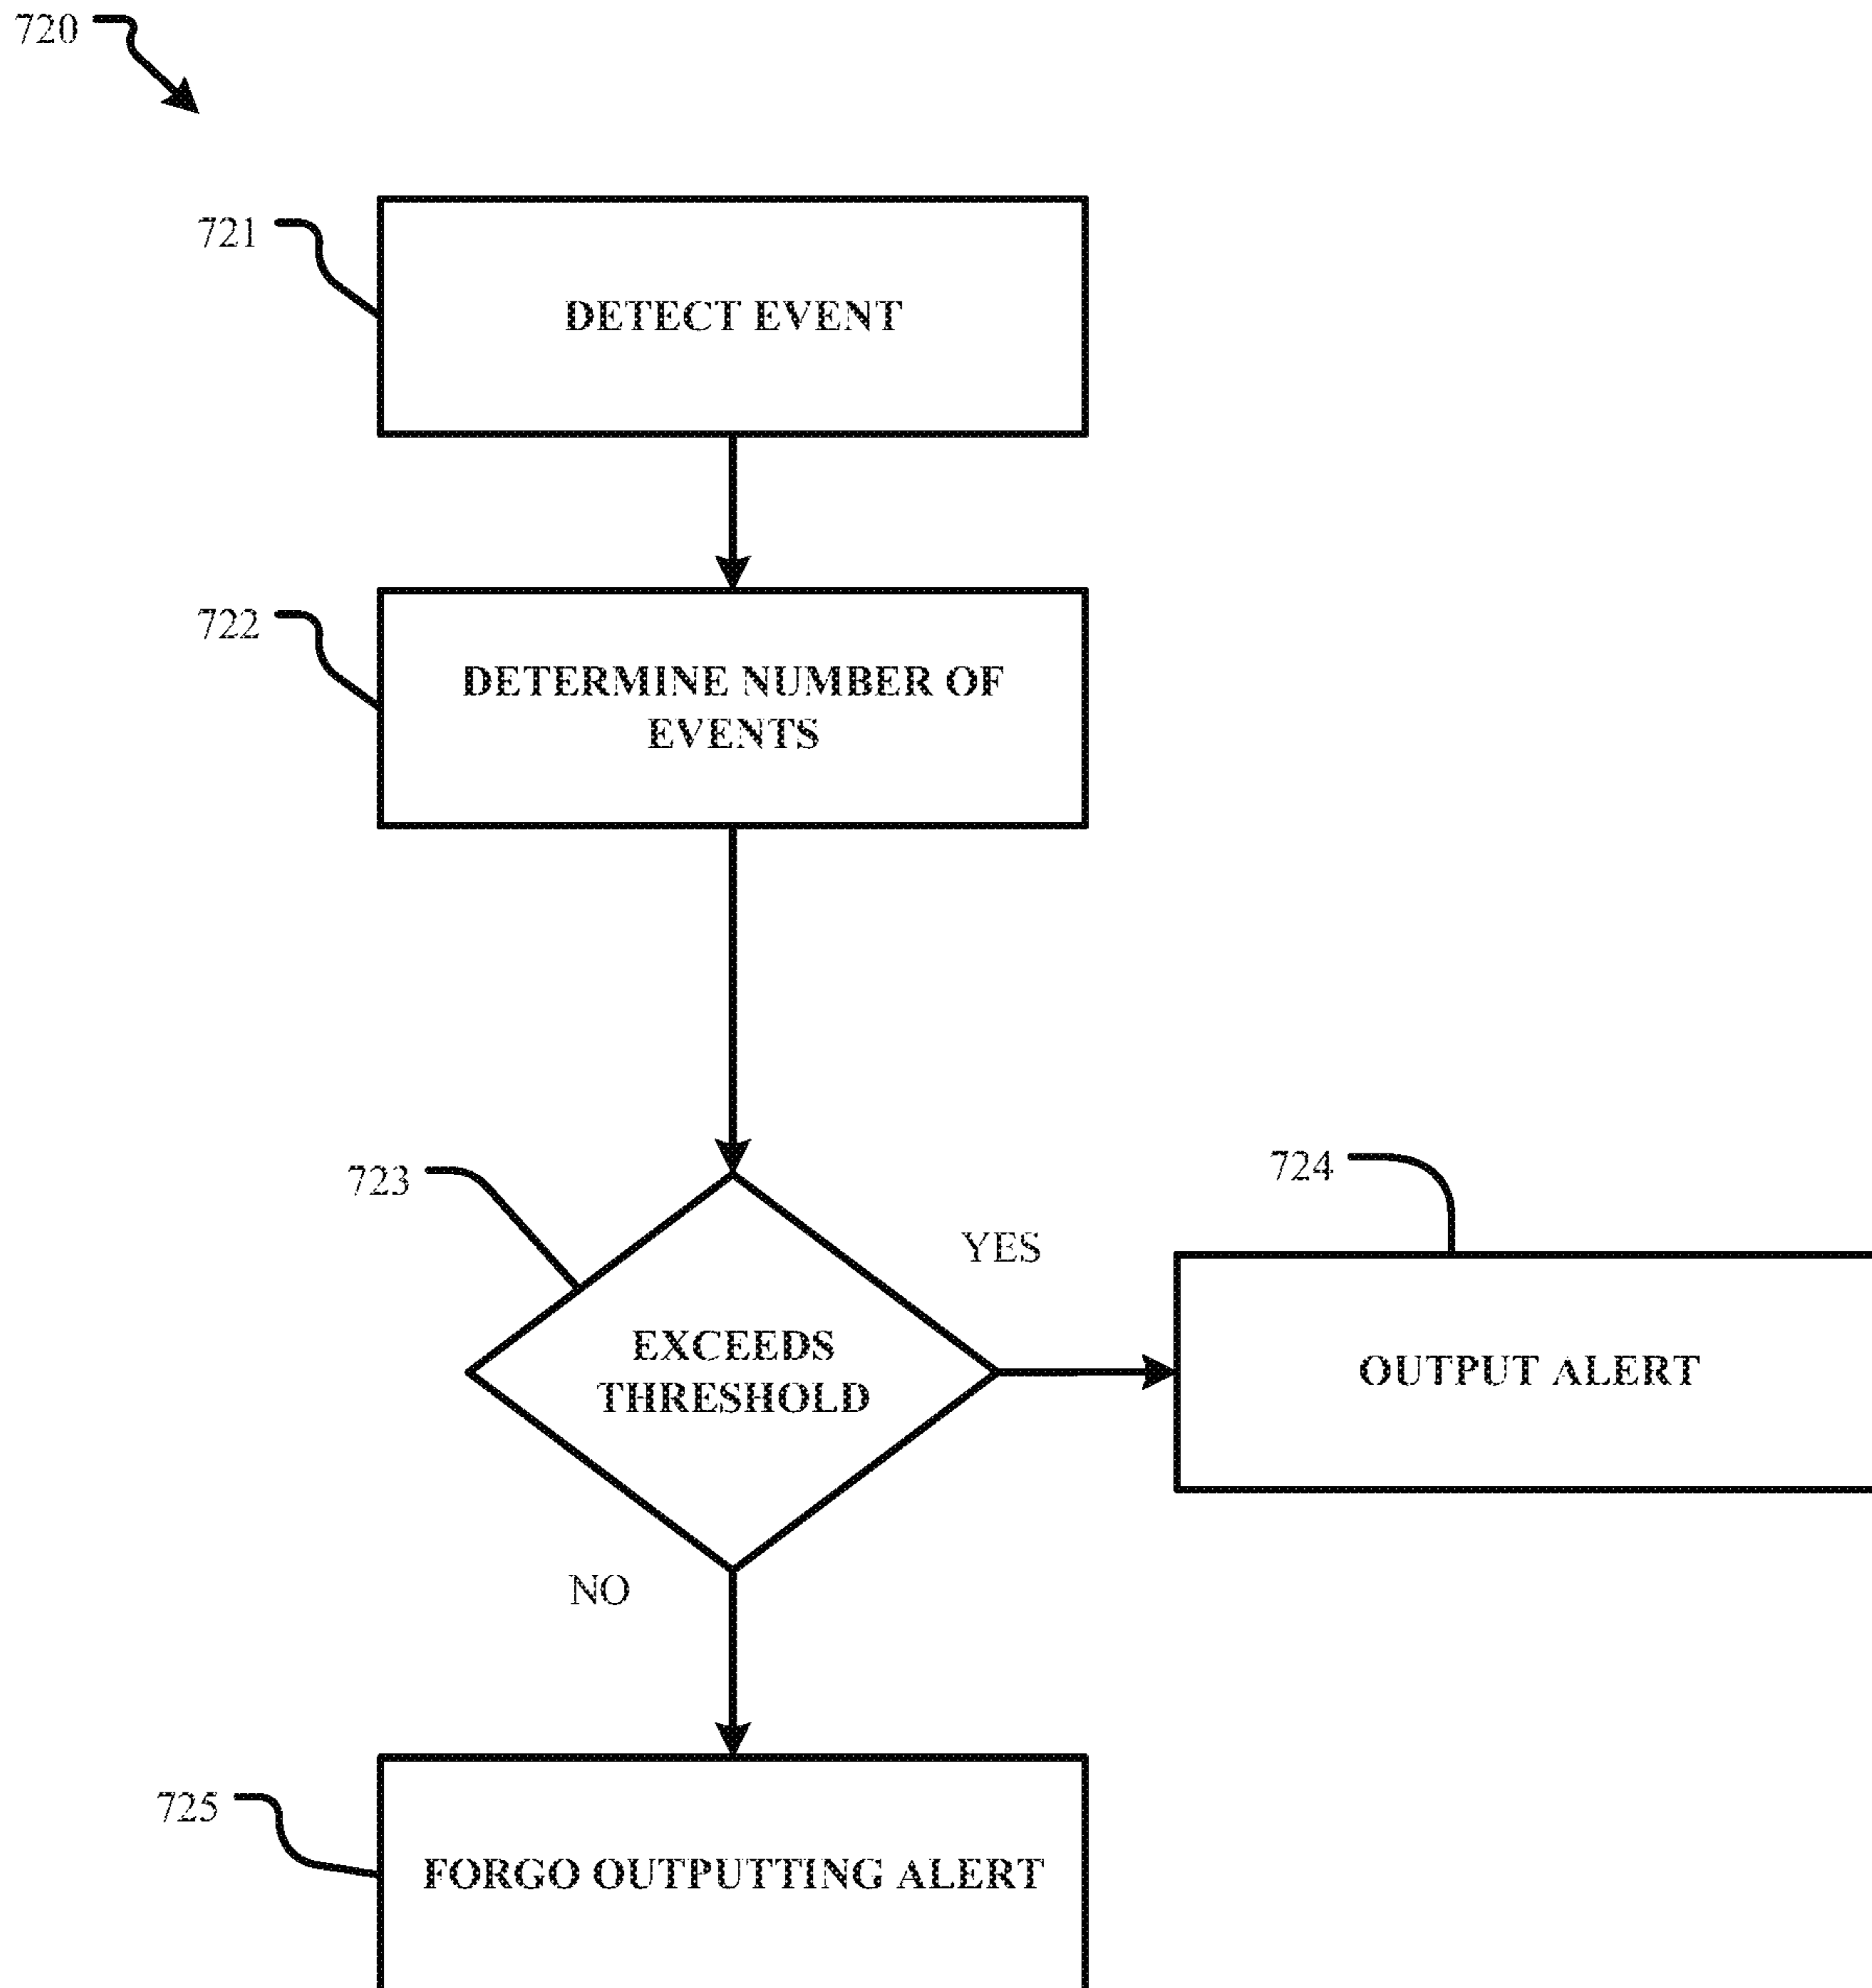 720
721
DETECT EVENT
722
DETERMINE NUMBER OF
EVENTS
723
EXCEEDS
THRESHOLD
YES
724
OUTPUT ALERT
NO
725
FORGO OUTPUTTING ALERT